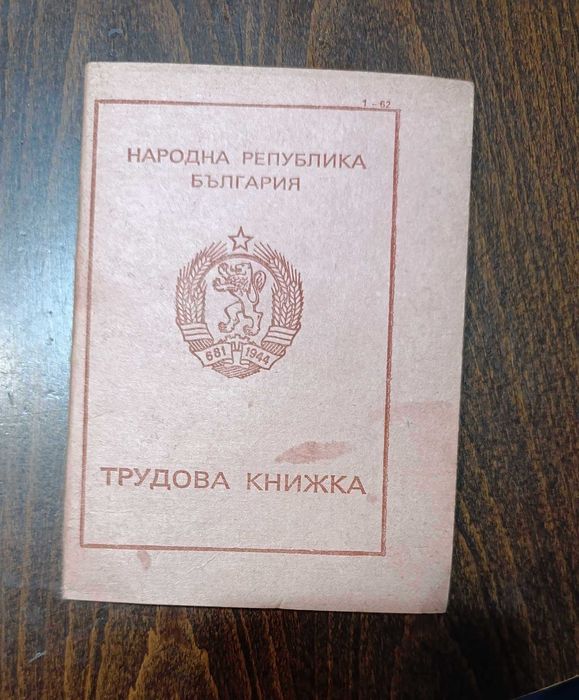 1 - 62
НАРОДНА РЕПУБЛИКА
БЪЛГАРИЯ
681 1944
ТРУДОВА КНИЖКА